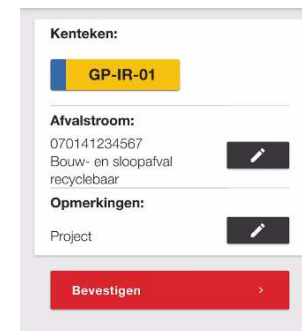 Kenteken:
GP-IR-01
Afvalstroom:
070141234567
Bouw- en sloopafval
recyclebaar
Opmerkingen:
Project
Bevestigen